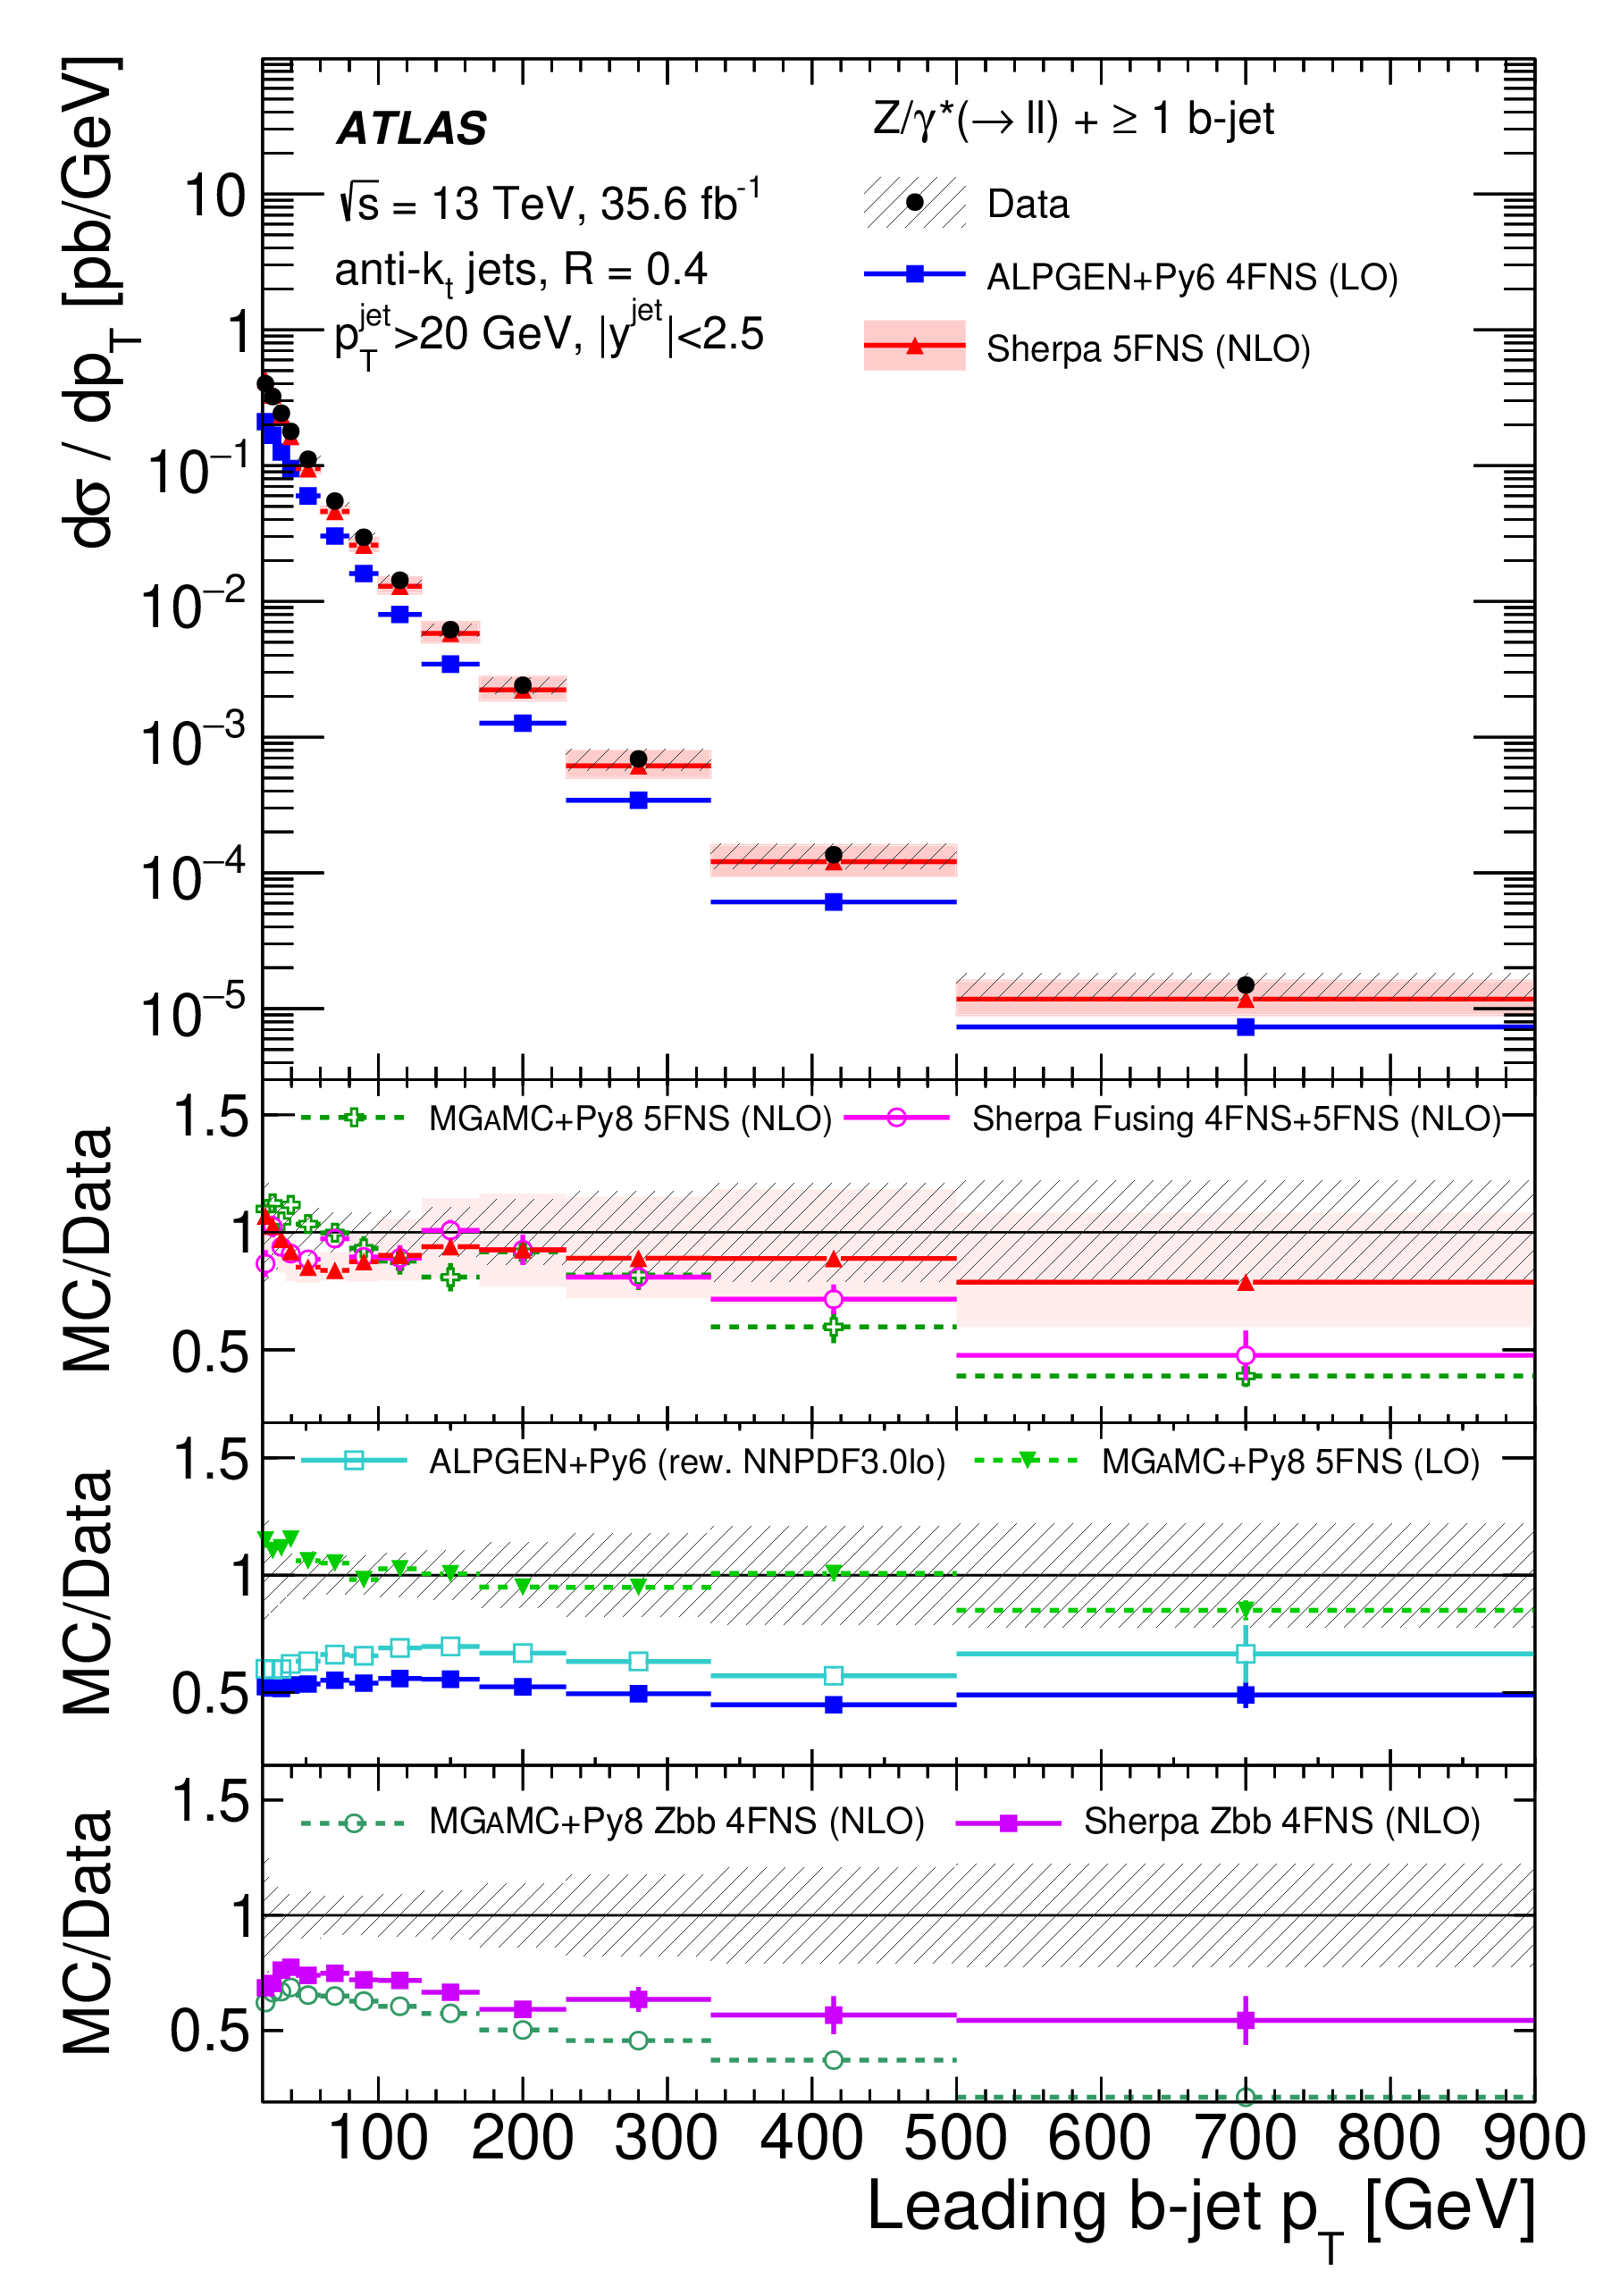 dσ / dpT [pb/GeV]
ATLAS
√s = 13 TeV, 35.6 fb-1
anti-kt jets, R = 0.4
pTjet >20 GeV, |yjet|<2.5
Z/γ*(→ ll) + ≥ 1 b-jet
Data
ALPGEN+Py6 4FNS (LO)
Sherpa 5FNS (NLO)
10
1
10−1
10−2
10−3
10−4
10−5
MC/Data
1.5
1
0.5
MGAMC+Py8 5FNS (NLO)
Sherpa Fusing 4FNS+5FNS (NLO)
MC/Data
1.5
1
0.5
ALPGEN+Py6 (rew. NNPDF3.0lo)
MGAMC+Py8 5FNS (LO)
MC/Data
1.5
1
0.5
MGAMC+Py8 Zbb 4FNS (NLO)
Sherpa Zbb 4FNS (NLO)
100 200 300 400 500 600 700 800 900
Leading b-jet pT [GeV]